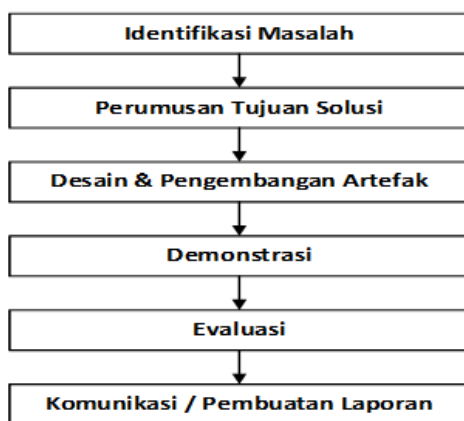 Identifikasi Masalah
Perumusan Tujuan Solusi
Desain & Pengembangan Artefak
Demonstrasi
Evaluasi
Komunikasi / Pembuatan Laporan